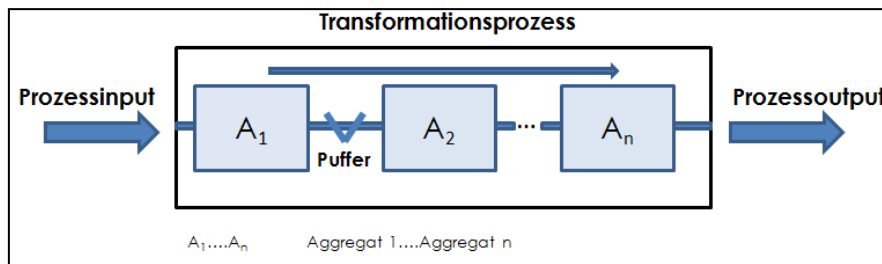 Transformationsprozess
Prozessinput
Prozessoutput
A₁
Puffer
A₂
...
Aₙ
A₁....Aₙ Aggregat 1....Aggregat n